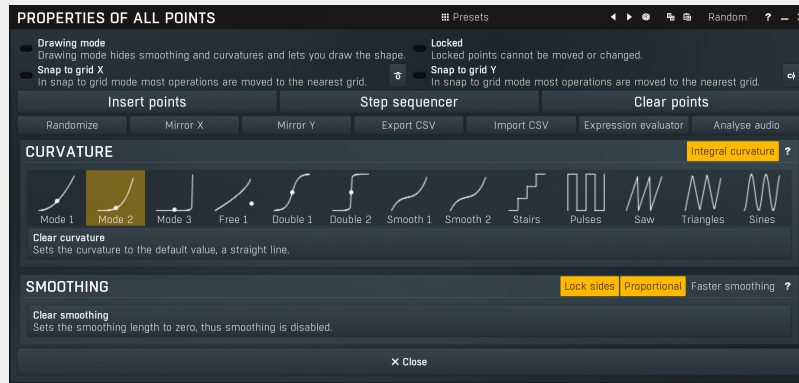 PROPERTIES OF ALL POINTS
Presets
Random ?
Drawing mode
Drawing mode hides smoothing and curvatures and lets you draw the shape.
Locked
Locked points cannot be moved or changed.
Snap to grid X
In snap to grid mode most operations are moved to the nearest grid.
Snap to grid Y
In snap to grid mode most operations are moved to the nearest grid.
Insert points
Step sequencer
Clear points
Randomize
Mirror X
Mirror Y
Export CSV
Import CSV
Expression evaluator
Analyse audio
CURVATURE
Integral curvature ?
Mode 1
Mode 2
Mode 3
Free 1
Double 1
Double 2
Smooth 1
Smooth 2
Stairs
Pulses
Saw
Triangles
Sines
Clear curvature
Sets the curvature to the default value, a straight line.
SMOOTHING
Lock sides
Proportional
Faster smoothing ?
Clear smoothing
Sets the smoothing length to zero, thus smoothing is disabled.
Close